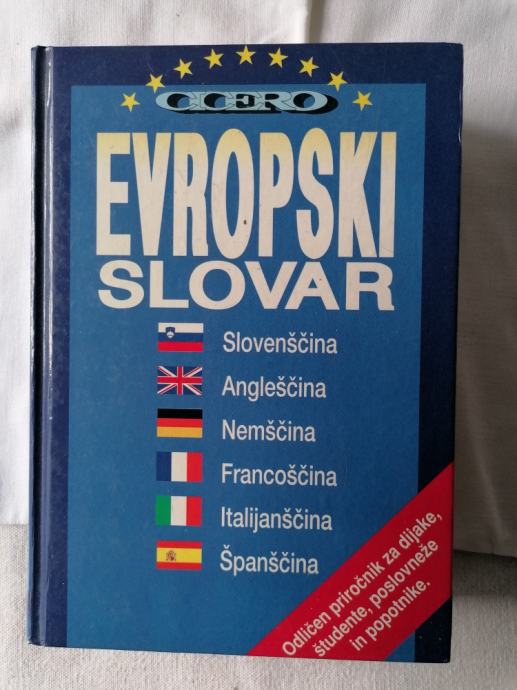 CICERO
EVROPSKI
SLOVAR
Slovenščina
Angleščina
Nemščina
Francoščina
Italijanščina
Španščina
Odličen priročnik za dijake,
študente, poslovneže
in popotnike.